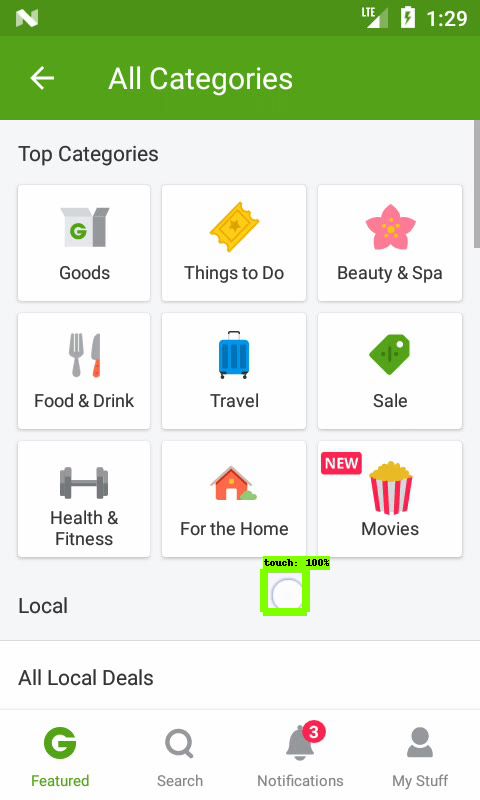 LTE
1:29
All Categories
Top Categories
Goods
Things to Do
Beauty & Spa
Food & Drink
Travel
Sale
NEW
Health &
Fitness
For the Home
Movies
touch: 100%
Local
All Local Deals
3
Featured
Search
Notifications
My Stuff